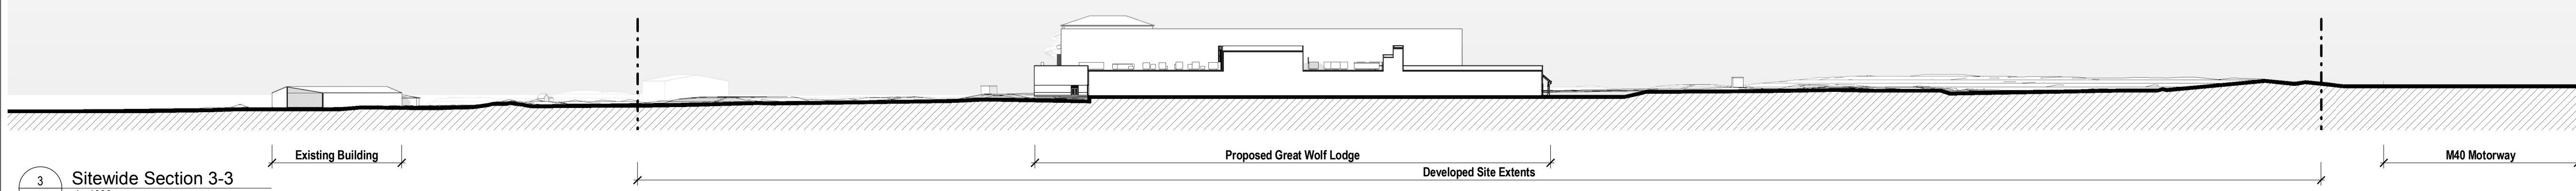 Existing Building
Proposed Great Wolf Lodge
M40 Motorway
Developed Site Extents
3
Sitewide Section 3-3